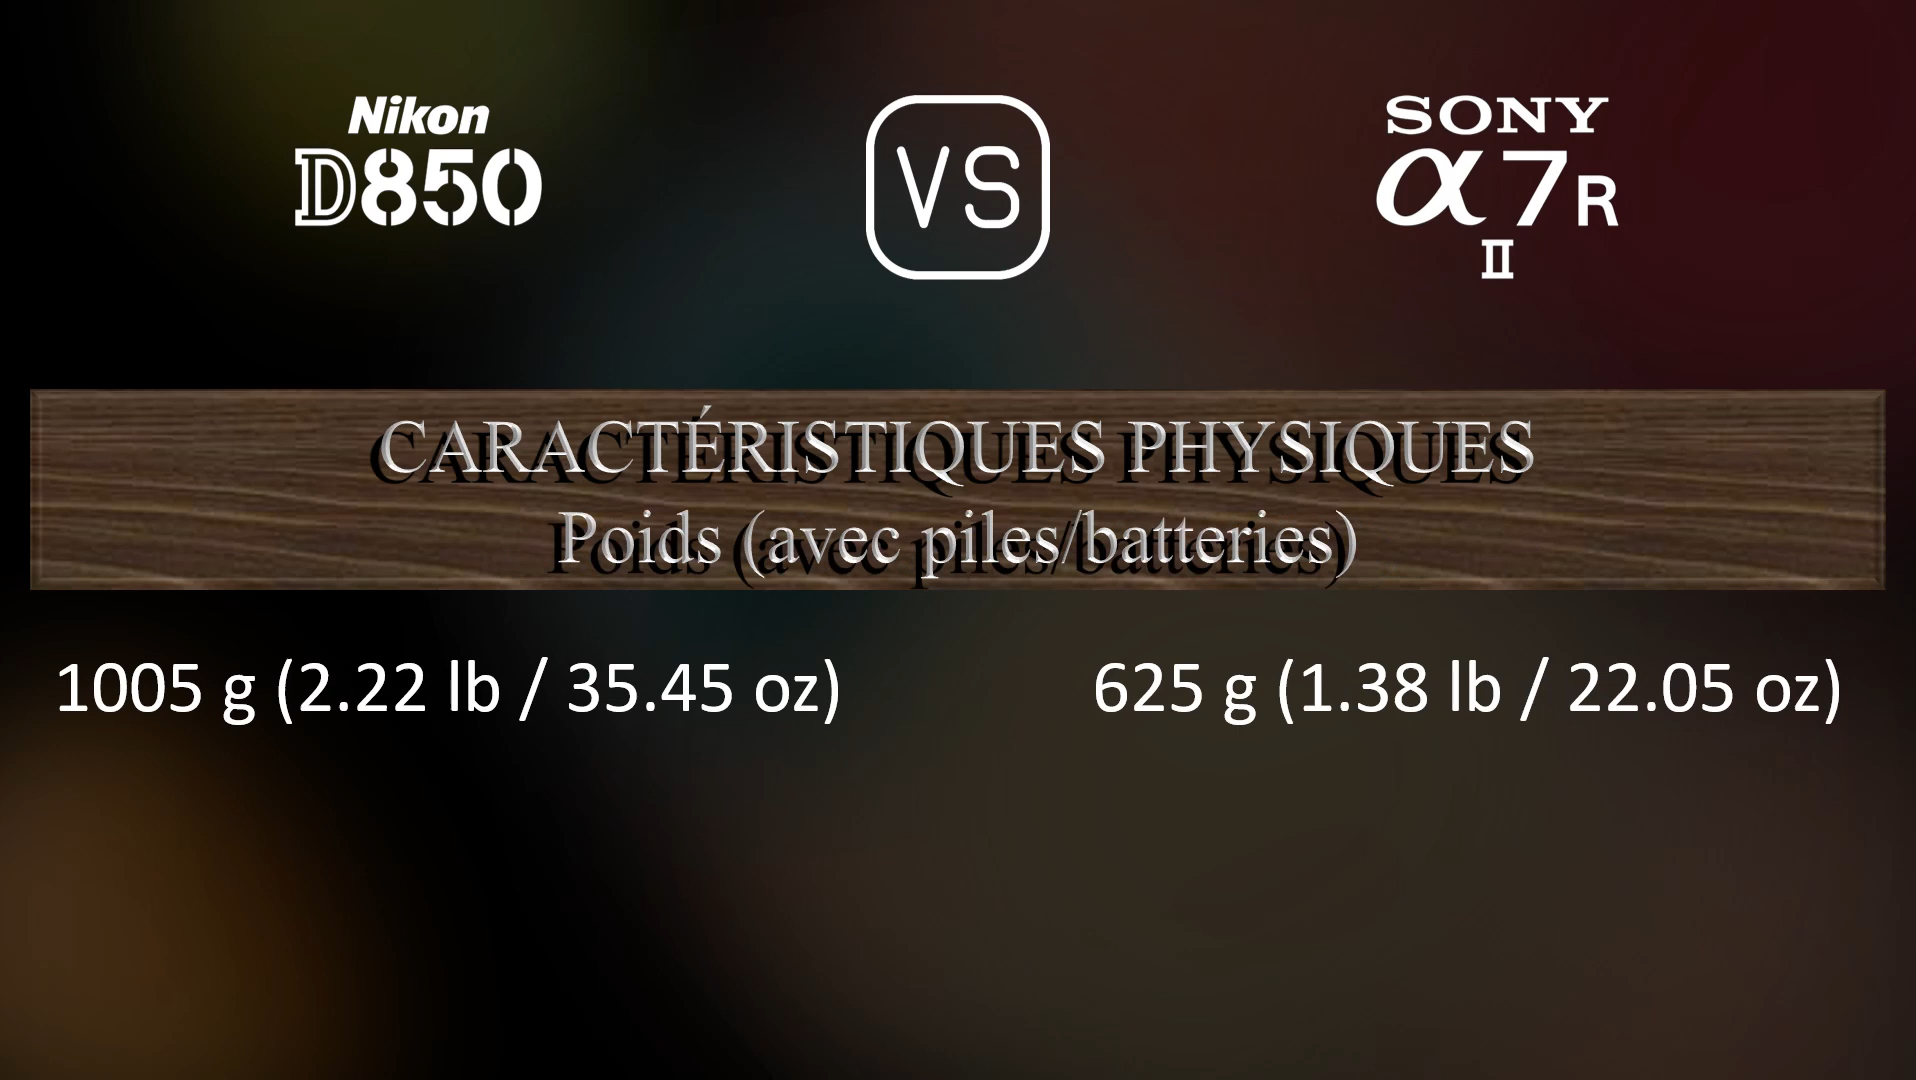 Nikon
D850
VS
SONY
α7R
II
CARACTÉRISTIQUES PHYSIQUES
Poids (avec piles/batteries)
1005 g (2.22 lb / 35.45 oz)
625 g (1.38 lb / 22.05 oz)